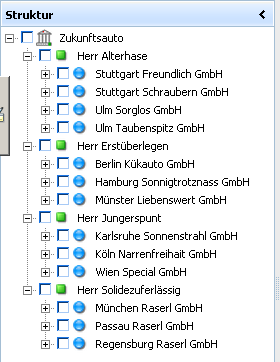 Struktur
Zukunftsauto
Herr Alterhase
Stuttgart Freundlich GmbH
Stuttgart Schraubern GmbH
Ulm Sorglos GmbH
Ulm Taubenspitz GmbH
Herr Erstüberlegen
Berlin Kükauto GmbH
Hamburg Sonnigtrotznass GmbH
Münster Liebenswert GmbH
Herr Jungerspunt
Karlsruhe Sonnenstrahl GmbH
Köln Narrenfreihait GmbH
Wien Special GmbH
Herr Solidezuferlässig
München Raserl GmbH
Passau Raserl GmbH
Regensburg Raserl GmbH